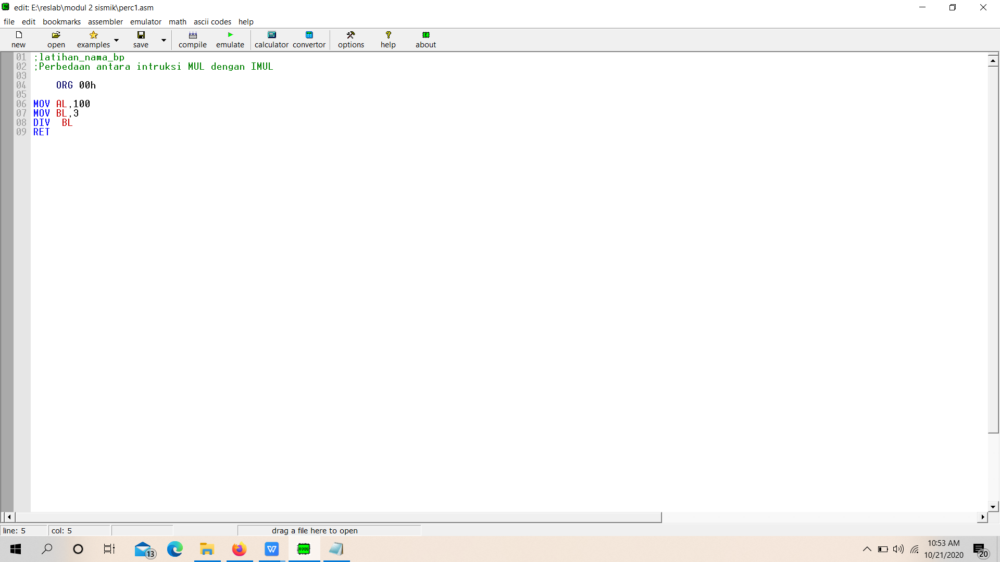 edit: E:\reslab\modul 2 sismik\perc1.asm
file edit bookmarks assembler emulator math ascii codes help
new open examples save compile emulate calculator convertor options help about
01 ;latihan_nama_bp
02 ;Perbedaan antara intruksi MUL dengan IMUL
03
04 ORG 00h
05
06 MOV AL,100
07 MOV BL,3
08 DIV BL
09 RET
line: 5 col: 5 drag a file here to open
13
W
8086
10:53 AM
10/21/2020
20